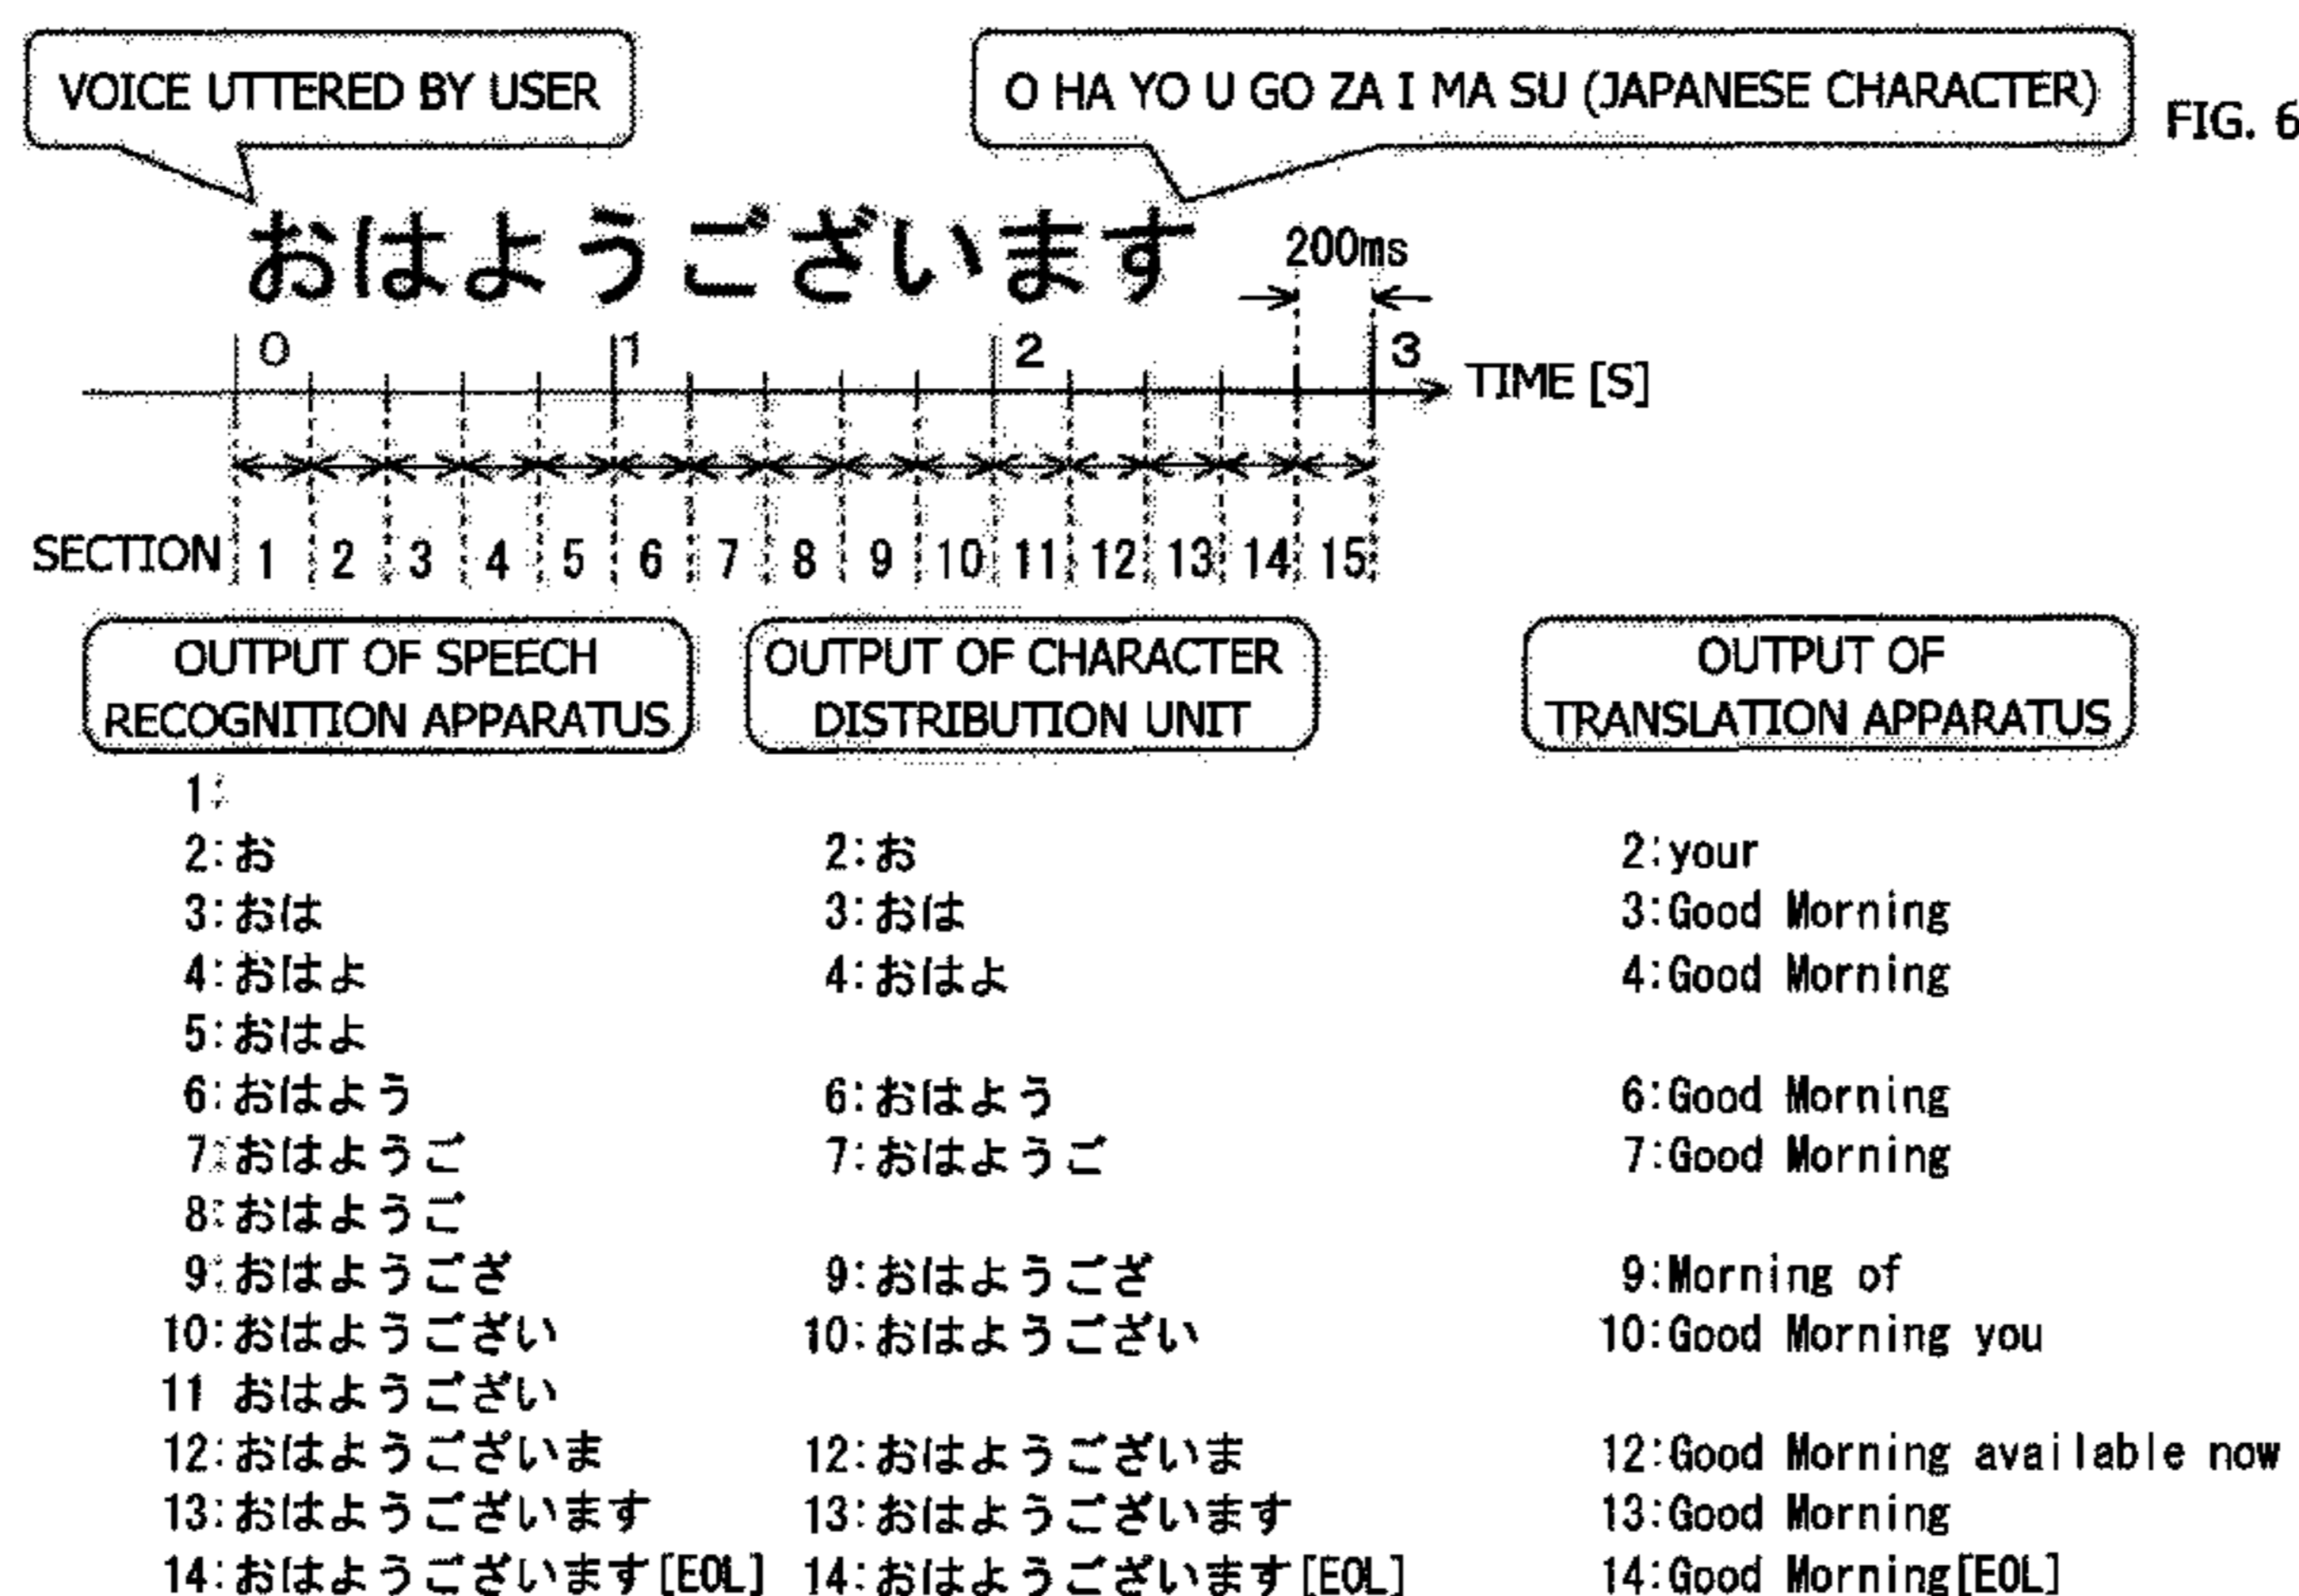 VOICE UTTERED BY USER
O HA YO U GO ZA I MA SU (JAPANESE CHARACTER)
FIG. 6
おはようございます
200ms
0 1 2 3 TIME [S]
SECTION 1 2 3 4 5 6 7 8 9 10 11 12 13 14 15
OUTPUT OF SPEECH
RECOGNITION APPARATUS
OUTPUT OF CHARACTER
DISTRIBUTION UNIT
OUTPUT OF
TRANSLATION APPARATUS
1:
2:お 2:お 2:your
3:おは 3:おは 3:Good Morning
4:おはよ 4:おはよ 4:Good Morning
5:おはよ
6:おはよう 6:おはよう 6:Good Morning
7:おはようご 7:おはようご 7:Good Morning
8:おはようご
9:おはようござ 9:おはようござ 9:Morning of
10:おはようござい 10:おはようござい 10:Good Morning you
11 おはようござい
12:おはようございま 12:おはようございま 12:Good Morning available now
13:おはようございます 13:おはようございます 13:Good Morning
14:おはようございます[EOL] 14:おはようございます[EOL] 14:Good Morning[EOL]